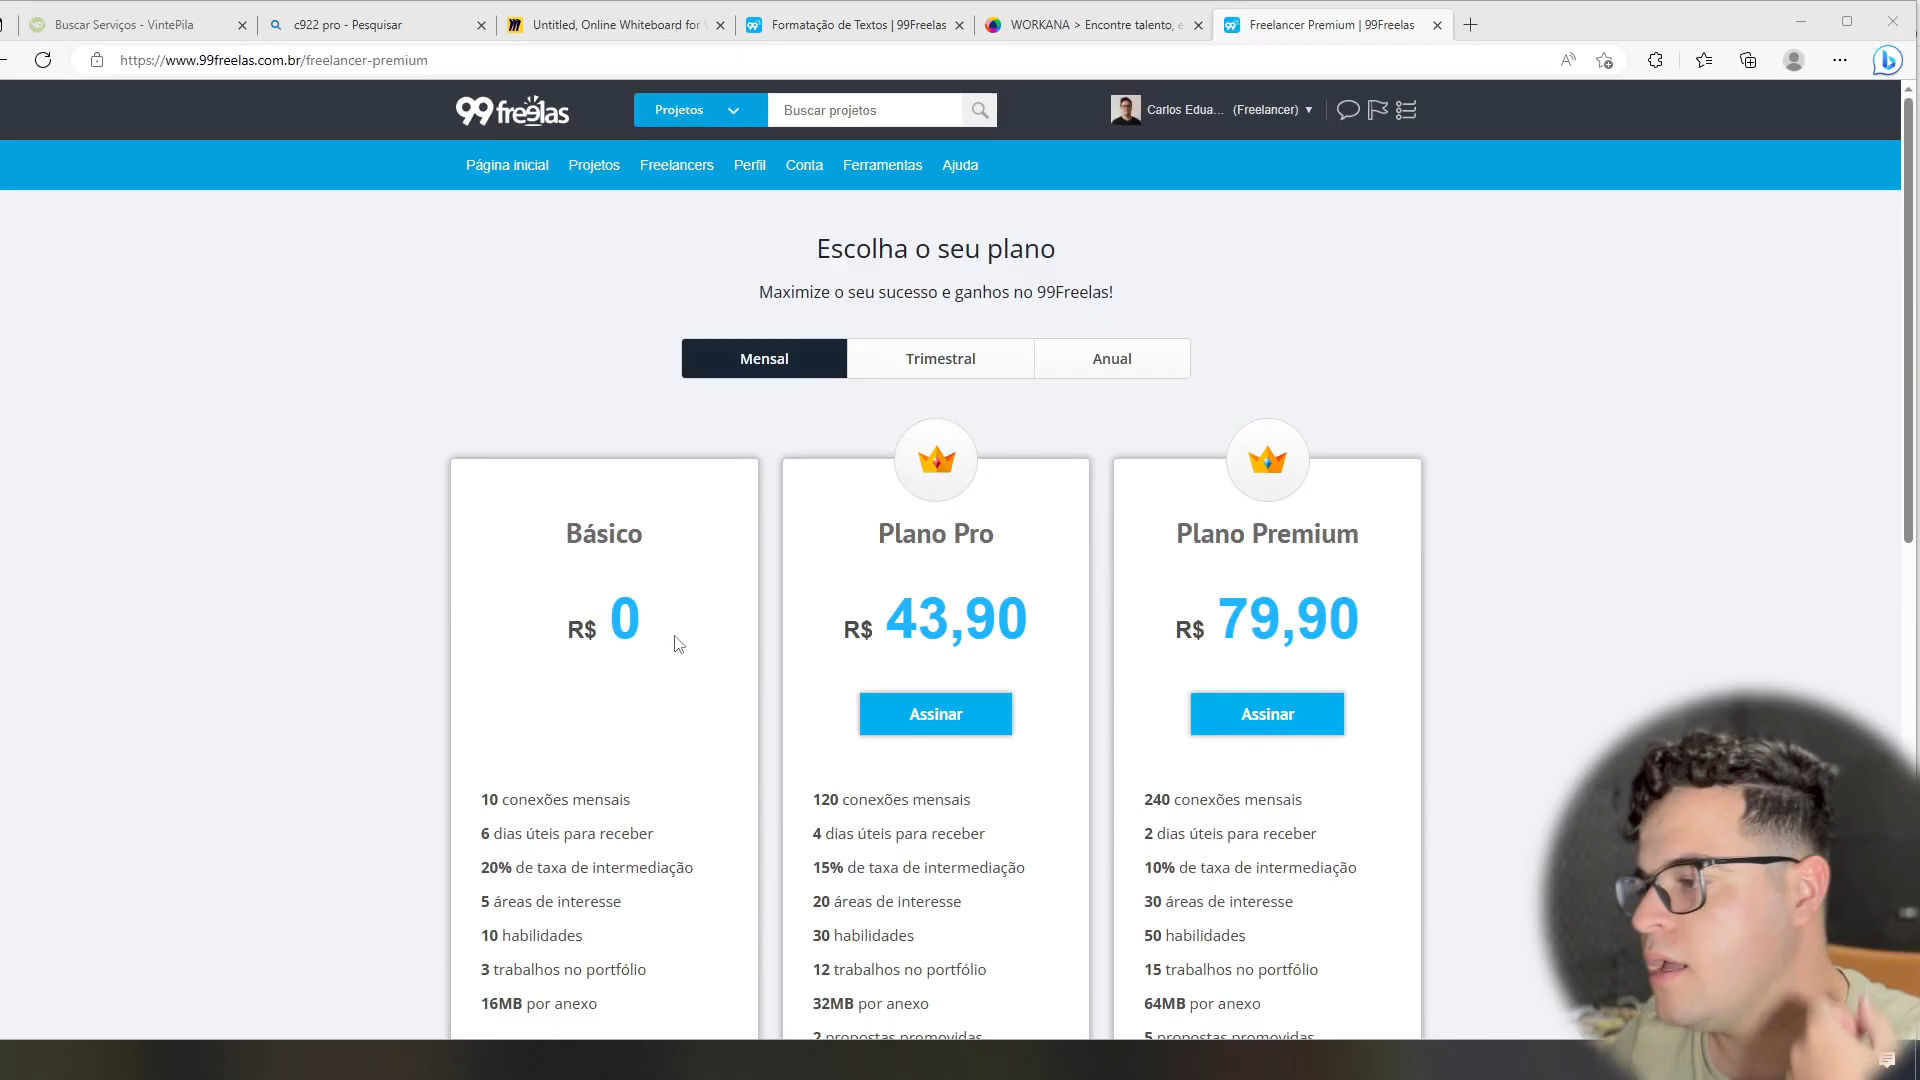 Buscar Serviços - VintePila
c922 pro - Pesquisar
Untitled, Online Whiteboard for
Formatação de Textos | 99Freelas
WORKANA > Encontre talento, e
Freelancer Premium | 99Freelas
https://www.99freelas.com.br/freelancer-premium
99freelas
Projetos
Buscar projetos
Carlos Edua... (Freelancer)
Página inicial Projetos Freelancers Perfil Conta Ferramentas Ajuda
Escolha o seu plano
Maximize o seu sucesso e ganhos no 99Freelas!
Mensal Trimestral Anual
Básico
R$ 0
10 conexões mensais
6 dias úteis para receber
20% de taxa de intermediação
5 áreas de interesse
10 habilidades
3 trabalhos no portfólio
16MB por anexo
Plano Pro
R$ 43,90
Assinar
120 conexões mensais
4 dias úteis para receber
15% de taxa de intermediação
20 áreas de interesse
30 habilidades
12 trabalhos no portfólio
32MB por anexo
2 propostas promovidas
Plano Premium
R$ 79,90
Assinar
240 conexões mensais
2 dias úteis para receber
10% de taxa de intermediação
30 áreas de interesse
50 habilidades
15 trabalhos no portfólio
64MB por anexo
5 propostas promovidas